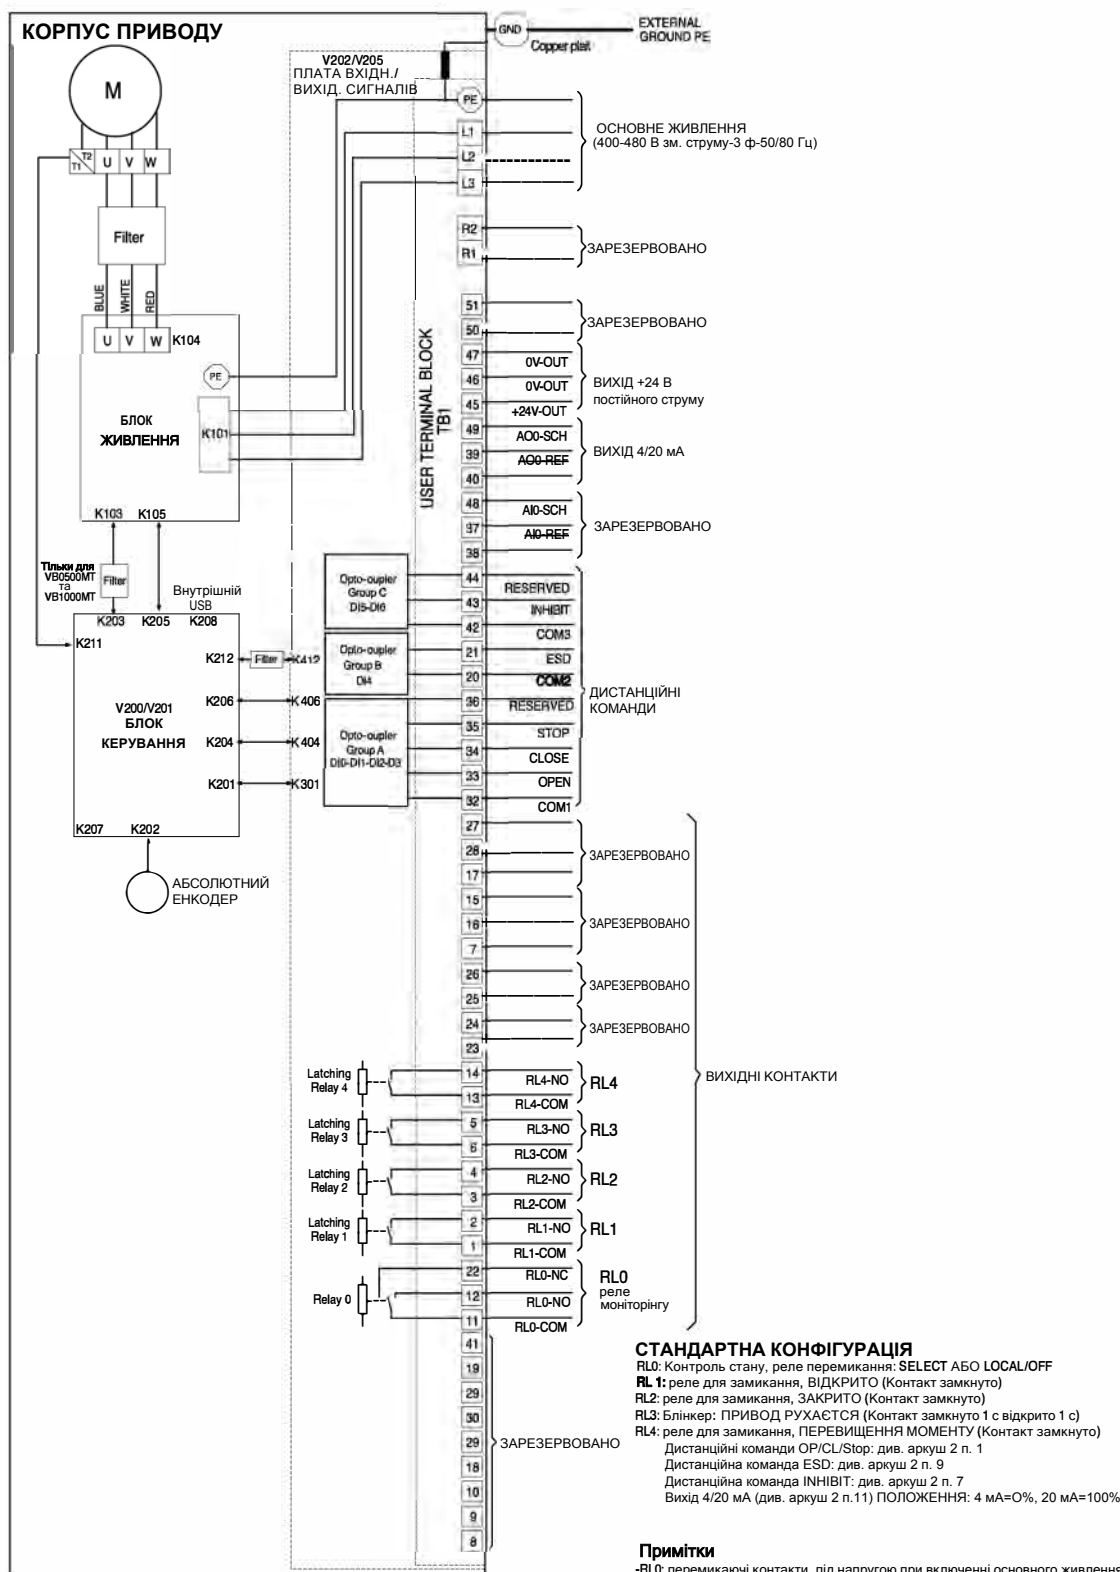 КОРПУС ПРИВОДУ
GND
EXTERNAL
GROUND PE
Copper plait
V202/V205
ПЛАТА ВХІДН./
ВИХІД. СИГНАЛІВ
M
T1 T2 U V W
Filter
BLUE
WHITE
RED
U V W K104
PE
K101
БЛОК
ЖИВЛЕННЯ
K103 K105
Тільки для
VB0500MT
та
VB1000MT
Filter
Внутрішній
USB
K203 K205 K208
K211
K212 Filter K412
K206 K406
V200/V201
БЛОК
КЕРУВАННЯ
K204 K404
K201 K301
K207 K202
АБСОЛЮТНИЙ
ЕНКОДЕР
USER TERMINAL BLOCK
TB1
PE
L1
L2
L3
ОСНОВНЕ ЖИВЛЕННЯ
(400-480 В зм. струму-3 ф-50/80 Гц)
R2
R1
ЗАРЕЗЕРВОВАНО
51
50
ЗАРЕЗЕРВОВАНО
47
0V-OUT
46
0V-OUT
45
+24V-OUT
ВИХІД +24 В
постійного струму
49
AO0-SCH
39
AO0-REF
40
ВИХІД 4/20 мА
48
AI0-SCH
37
AI0-REF
38
ЗАРЕЗЕРВОВАНО
Opto-oupler
Group C
DI5-DI6
44
RESERVED
43
INHIBIT
42
COM3
Opto-oupler
Group B
DI4
21
ESD
20
COM2
36
RESERVED
Opto-oupler
Group A
DI0-DI1-DI2-D3
35
STOP
34
CLOSE
33
OPEN
32
COM1
ДИСТАНЦІЙНІ
КОМАНДИ
27
28
17
ЗАРЕЗЕРВОВАНО
15
16
7
ЗАРЕЗЕРВОВАНО
26
25
ЗАРЕЗЕРВОВАНО
24
23
ЗАРЕЗЕРВОВАНО
ВИХІДНІ КОНТАКТИ
Latching
Relay 4
14
RL4-NO
13
RL4-COM
RL4
Latching
Relay 3
5
RL3-NO
6
RL3-COM
RL3
Latching
Relay 2
4
RL2-NO
3
RL2-COM
RL2
Latching
Relay 1
2
RL1-NO
1
RL1-COM
RL1
Relay 0
22
RL0-NC
12
RL0-NO
11
RL0-COM
RL0
реле
моніторінгу
41
19
29
30
29
18
10
9
8
ЗАРЕЗЕРВОВАНО
СТАНДАРТНА КОНФІГУРАЦІЯ
RL0: Контроль стану, реле перемикання: SELECT АБО LOCAL/OFF
RL 1: реле для замикання, ВІДКРИТО (Контакт замкнуто)
RL2: реле для замикання, ЗАКРИТО (Контакт замкнуто)
RL3: Блінкер: ПРИВОД РУХАЄТСЯ (Контакт замкнуто 1 с відкрито 1 с)
RL4: реле для замикання, ПЕРЕВИЩЕННЯ МОМЕНТУ (Контакт замкнуто)
Дистанційні команди OP/CL/Stop: див. аркуш 2 п. 1
Дистанційна команда ESD: див. аркуш 2 п. 9
Дистанційна команда INHIBIT: див. аркуш 2 п. 7
Вихід 4/20 мА (див. аркуш 2 п.11) ПОЛОЖЕННЯ: 4 мА=О%, 20 мА=100%
Примітки
-RL0: перемикаючі контакти, під напругою при включенні основного живлення